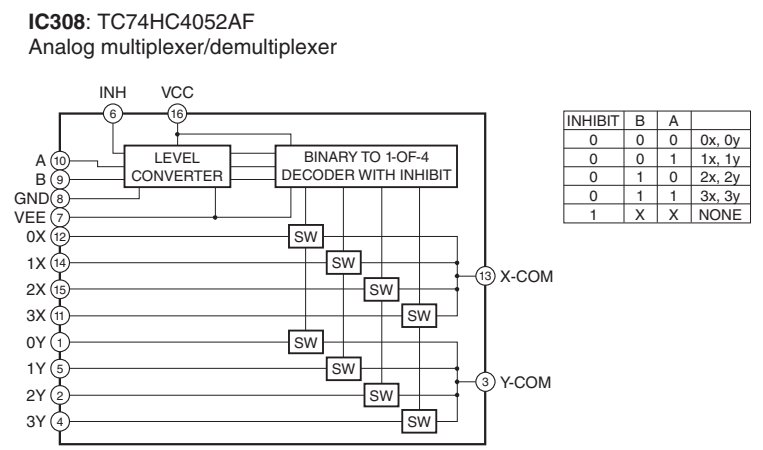 IC308: TC74HC4052AF
Analog multiplexer/demultiplexer
INH VCC
6 16
A 10
B 9
GND 8
VEE 7
0X 12
1X 14
2X 15
3X 11
0Y 1
1Y 5
2Y 2
3Y 4
LEVEL
CONVERTER
BINARY TO 1-OF-4
DECODER WITH INHIBIT
SW
SW
SW
SW
SW
SW
SW
SW
13 X-COM
3 Y-COM
INHIBIT B A
0 0 0 0x, 0y
0 0 1 1x, 1y
0 1 0 2x, 2y
0 1 1 3x, 3y
1 X X NONE